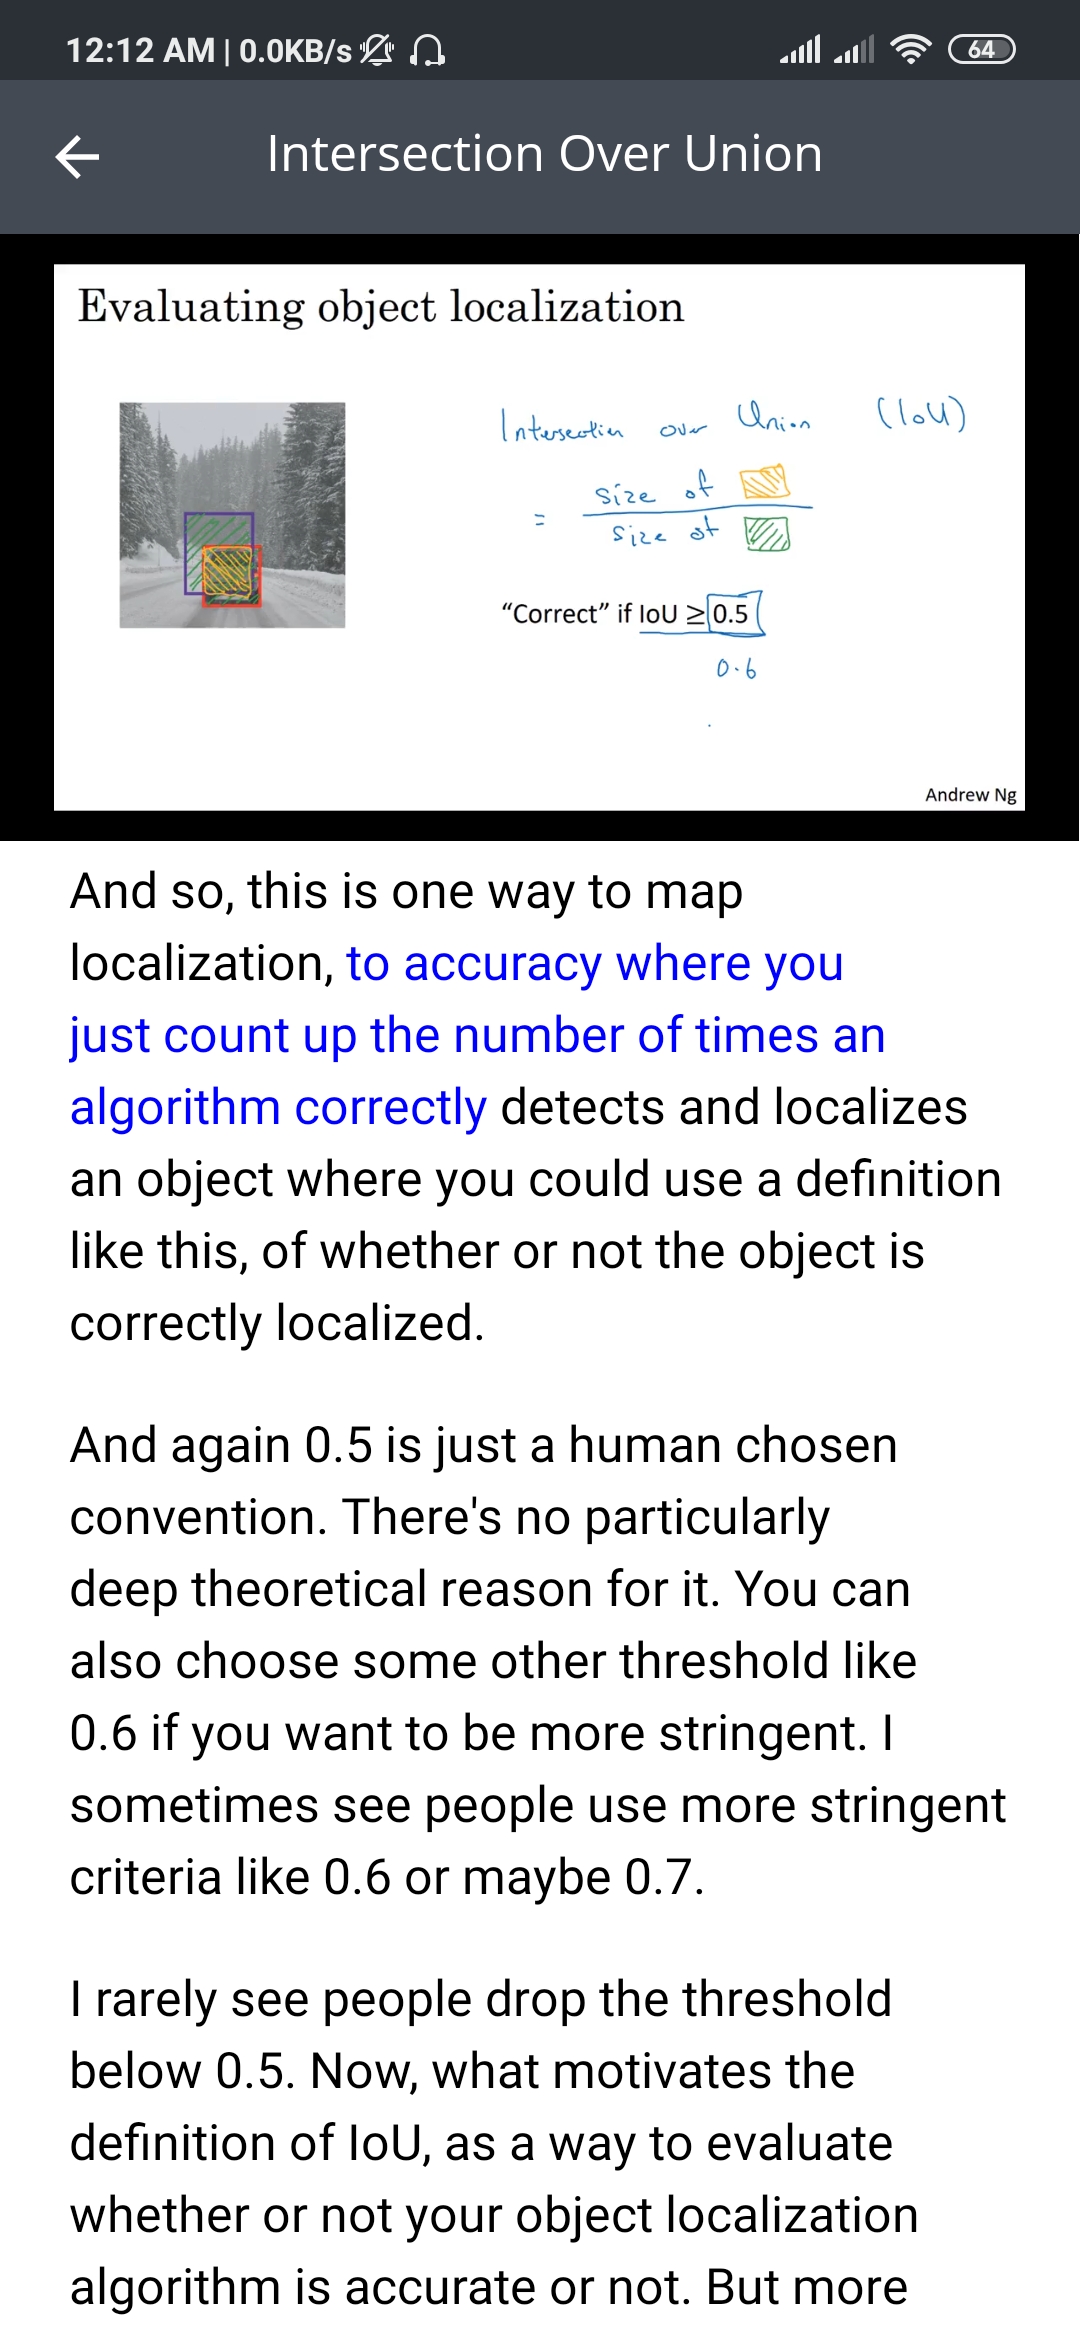 12:12 AM | 0.0KB/s
64
Intersection Over Union
Evaluating object localization
Intersection over Union (IoU)
= size of
size of
“Correct” if IoU ≥ 0.5
0.6
Andrew Ng
And so, this is one way to map
localization, to accuracy where you
just count up the number of times an
algorithm correctly detects and localizes
an object where you could use a definition
like this, of whether or not the object is
correctly localized.
And again 0.5 is just a human chosen
convention. There's no particularly
deep theoretical reason for it. You can
also choose some other threshold like
0.6 if you want to be more stringent. I
sometimes see people use more stringent
criteria like 0.6 or maybe 0.7.
I rarely see people drop the threshold
below 0.5. Now, what motivates the
definition of IoU, as a way to evaluate
whether or not your object localization
algorithm is accurate or not. But more